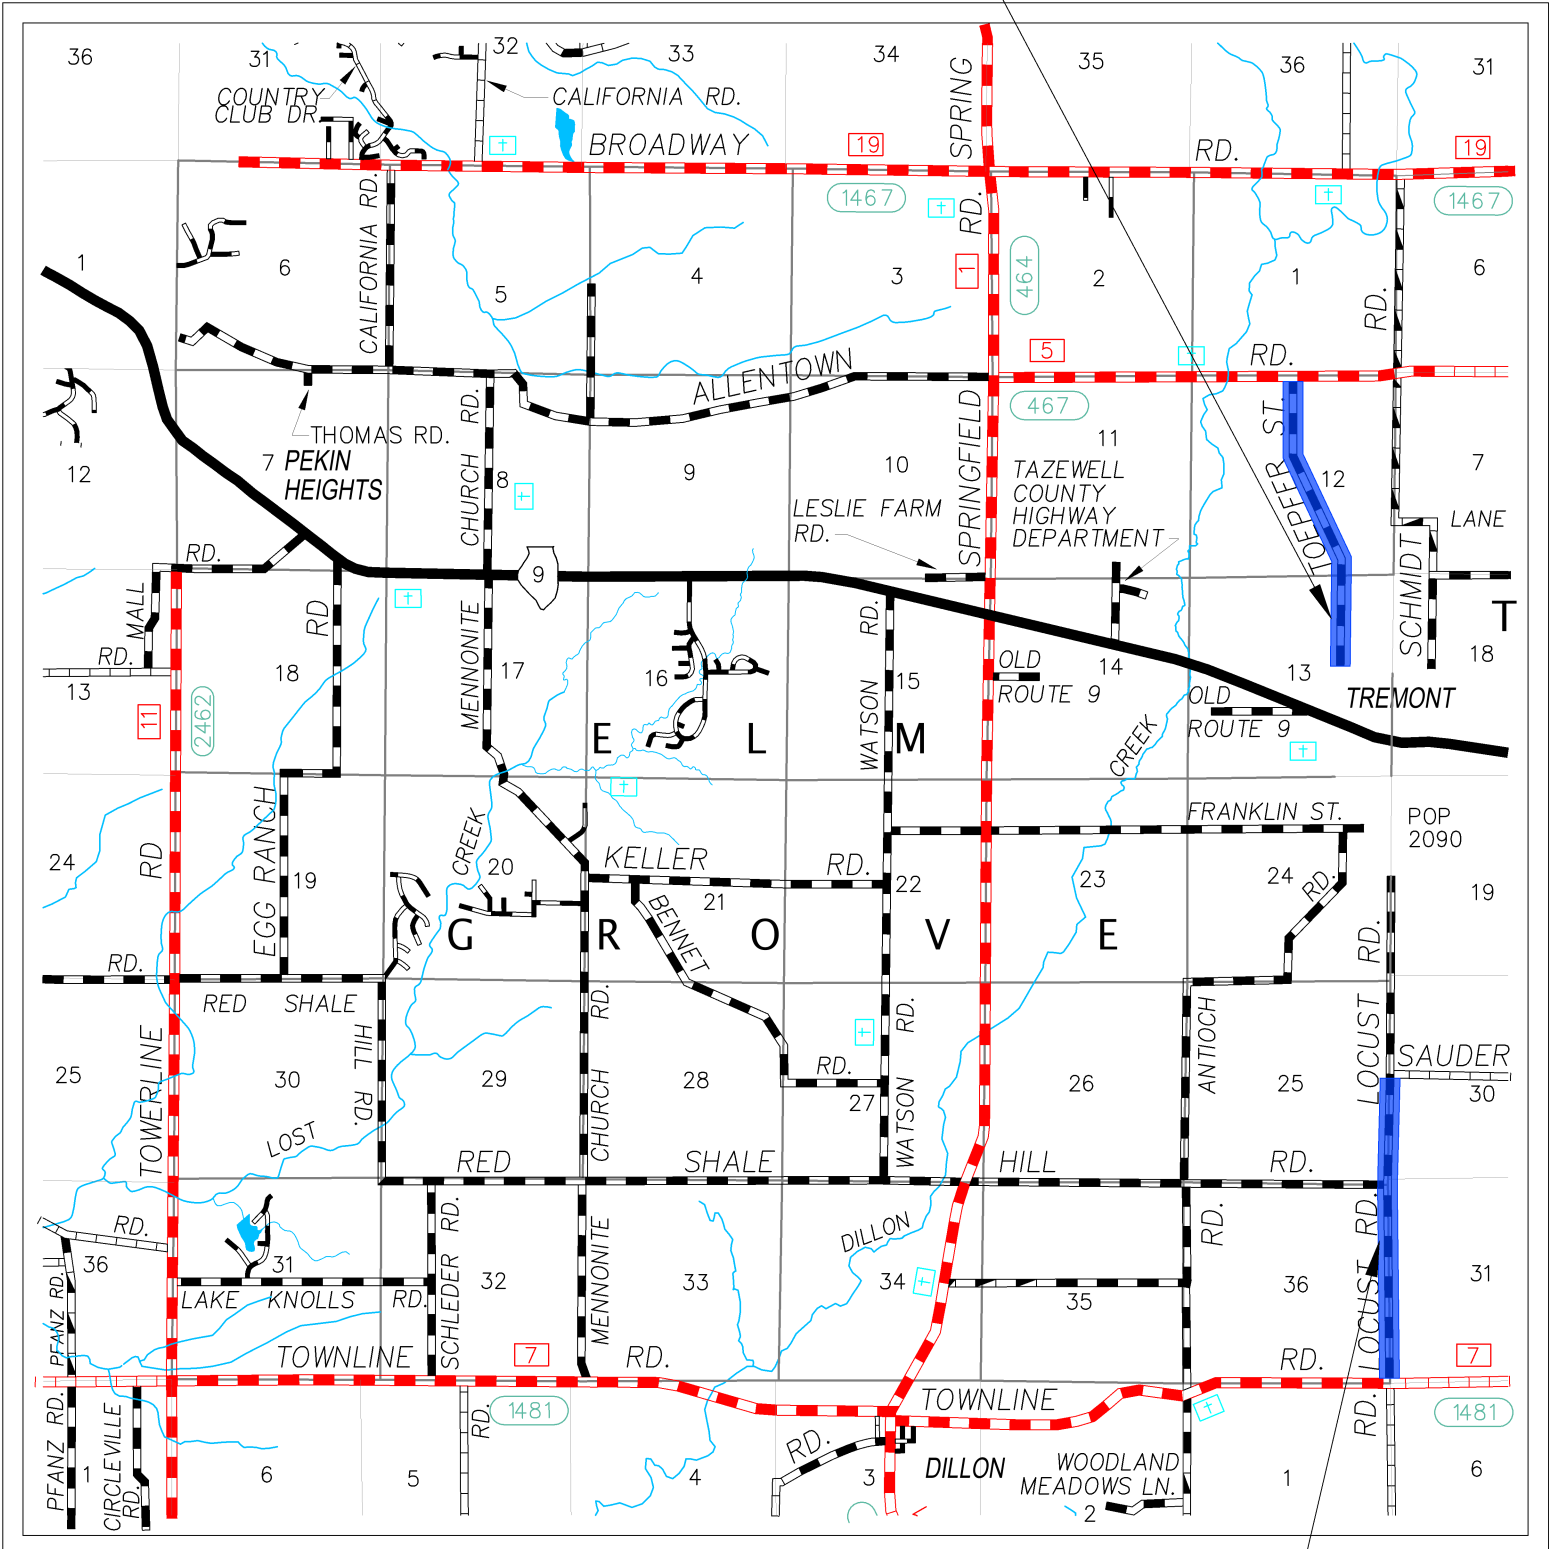 36
31
32
33
34
35
36
31
COUNTRY
CLUB DR.
CALIFORNIA RD.
BROADWAY
19
SPRING
RD.
19
1467
RD.
1467
CALIFORNIA RD.
1
6
5
4
3
1
464
2
1
RD.
6
5
RD.
ALLENTOWN
467
THOMAS RD.
7 PEKIN
HEIGHTS
12
CHURCH RD.
8
9
10
SPRINGFIELD
11
TAZEWELL
COUNTY
HIGHWAY
DEPARTMENT
LESLIE FARM
RD.
TOEPFER ST.
12
7
LANE
SCHMIDT
RD.
9
MALL
RD.
13
RD
18
MENNONITE
17
16
WATSON RD.
15
OLD
ROUTE 9
14
13
OLD
ROUTE 9
TREMONT
T
18
11
2462
E L M
CREEK
FRANKLIN ST.
POP
2090
24
RD
EGG RANCH
19
CREEK
20
KELLER RD.
21
BENNET
22
23
24
RD.
19
G R O V E
RD.
RED SHALE
HILL RD.
RD.
RD.
RD.
25
TOWERLINE
30
29
CHURCH
28
RD.
27
WATSON
26
ANTIOCH
25
LOCUST
SAUDER
30
LOST
RED SHALE HILL RD.
RD.
36
31
SCHLEDER RD.
32
MENNONITE
33
DILLON
34
35
RD.
36
LOCUST RD.
31
PFANZ RD.
LAKE KNOLLS RD.
TOWNLINE
7
RD.
TOWNLINE
RD.
7
1481
1481
PFANZ RD.
1
CIRCLEVILLE
RD.
6
5
RD.
4
RD.
3
DILLON
WOODLAND
MEADOWS LN.
2
1
RD.
6